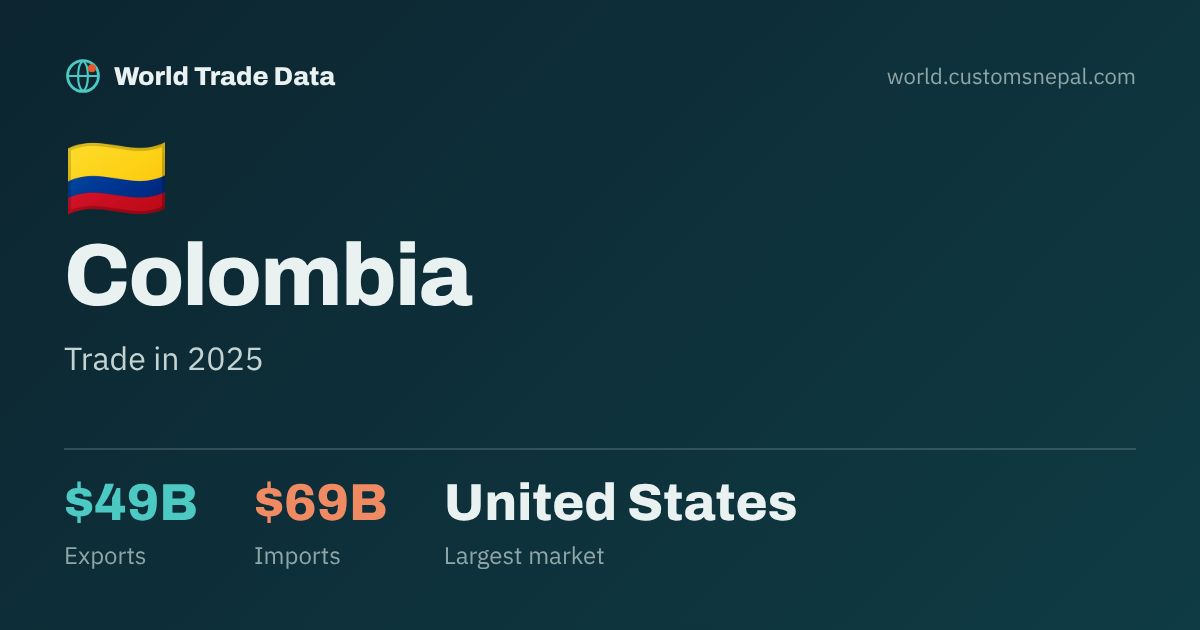 World Trade Data
world.customsnepal.com
Colombia
Trade in 2025
$49B
Exports
$69B
Imports
United States
Largest market